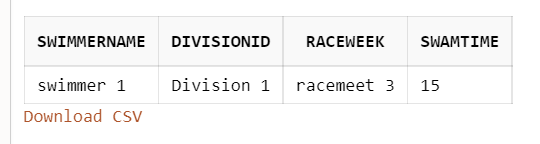 SWIMMERNAME DIVISIONID RACEWEEK SWAMTIME
swimmer 1 Division 1 racemeet 3 15
Download CSV